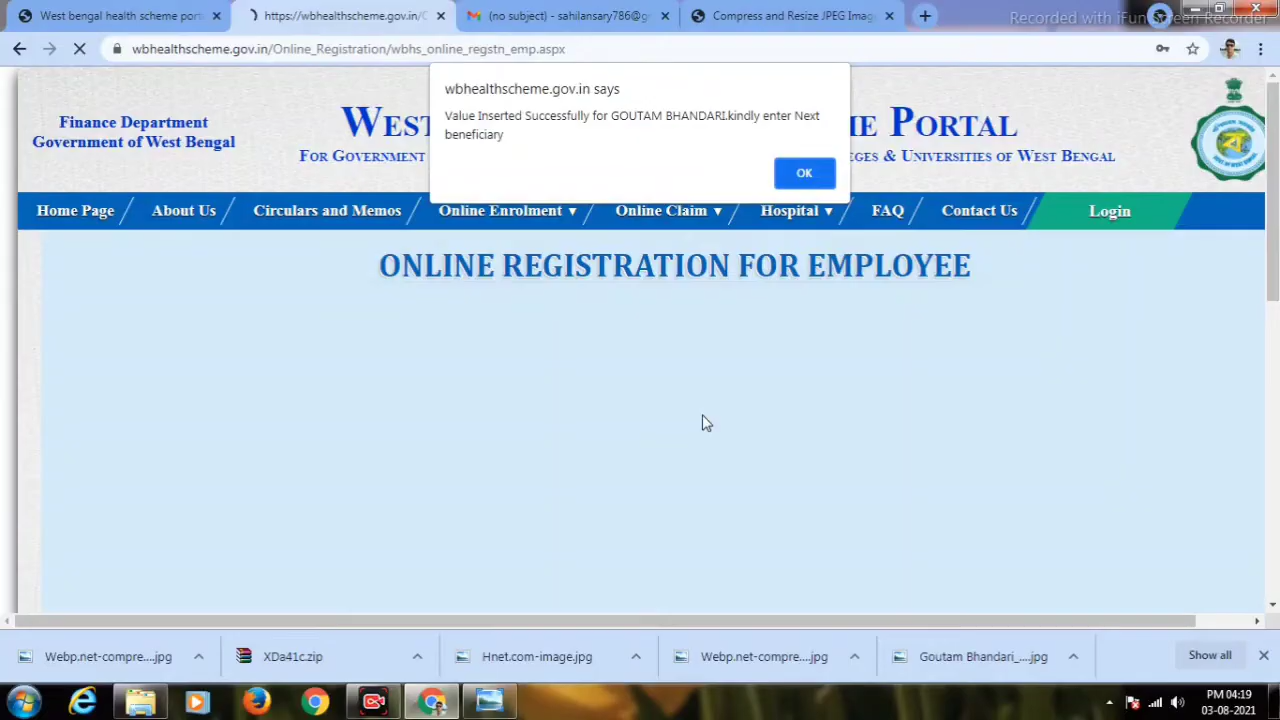 West bengal health scheme port
https://wbhealthscheme.gov.in/O
(no subject) - sahilansary786@g
Compress and Resize JPEG Imag
Recorded with iFun Screen Recorder
wbhealthscheme.gov.in/Online_Registration/wbhs_online_regstn_emp.aspx
wbhealthscheme.gov.in says
Value Inserted Successfully for GOUTAM BHANDARI.kindly enter Next
beneficiary
OK
Finance Department
Government of West Bengal
WEST
ME PORTAL
FOR GOVERNMENT
EGES & UNIVERSITIES OF WEST BENGAL
Home Page
About Us
Circulars and Memos
Online Enrolment ▼
Online Claim ▼
Hospital ▼
FAQ
Contact Us
Login
ONLINE REGISTRATION FOR EMPLOYEE
Webp.net-compre....jpg
XDa41c.zip
Hnet.com-image.jpg
Webp.net-compre....jpg
Goutam Bhandari_....jpg
Show all
PM 04:19
03-08-2021